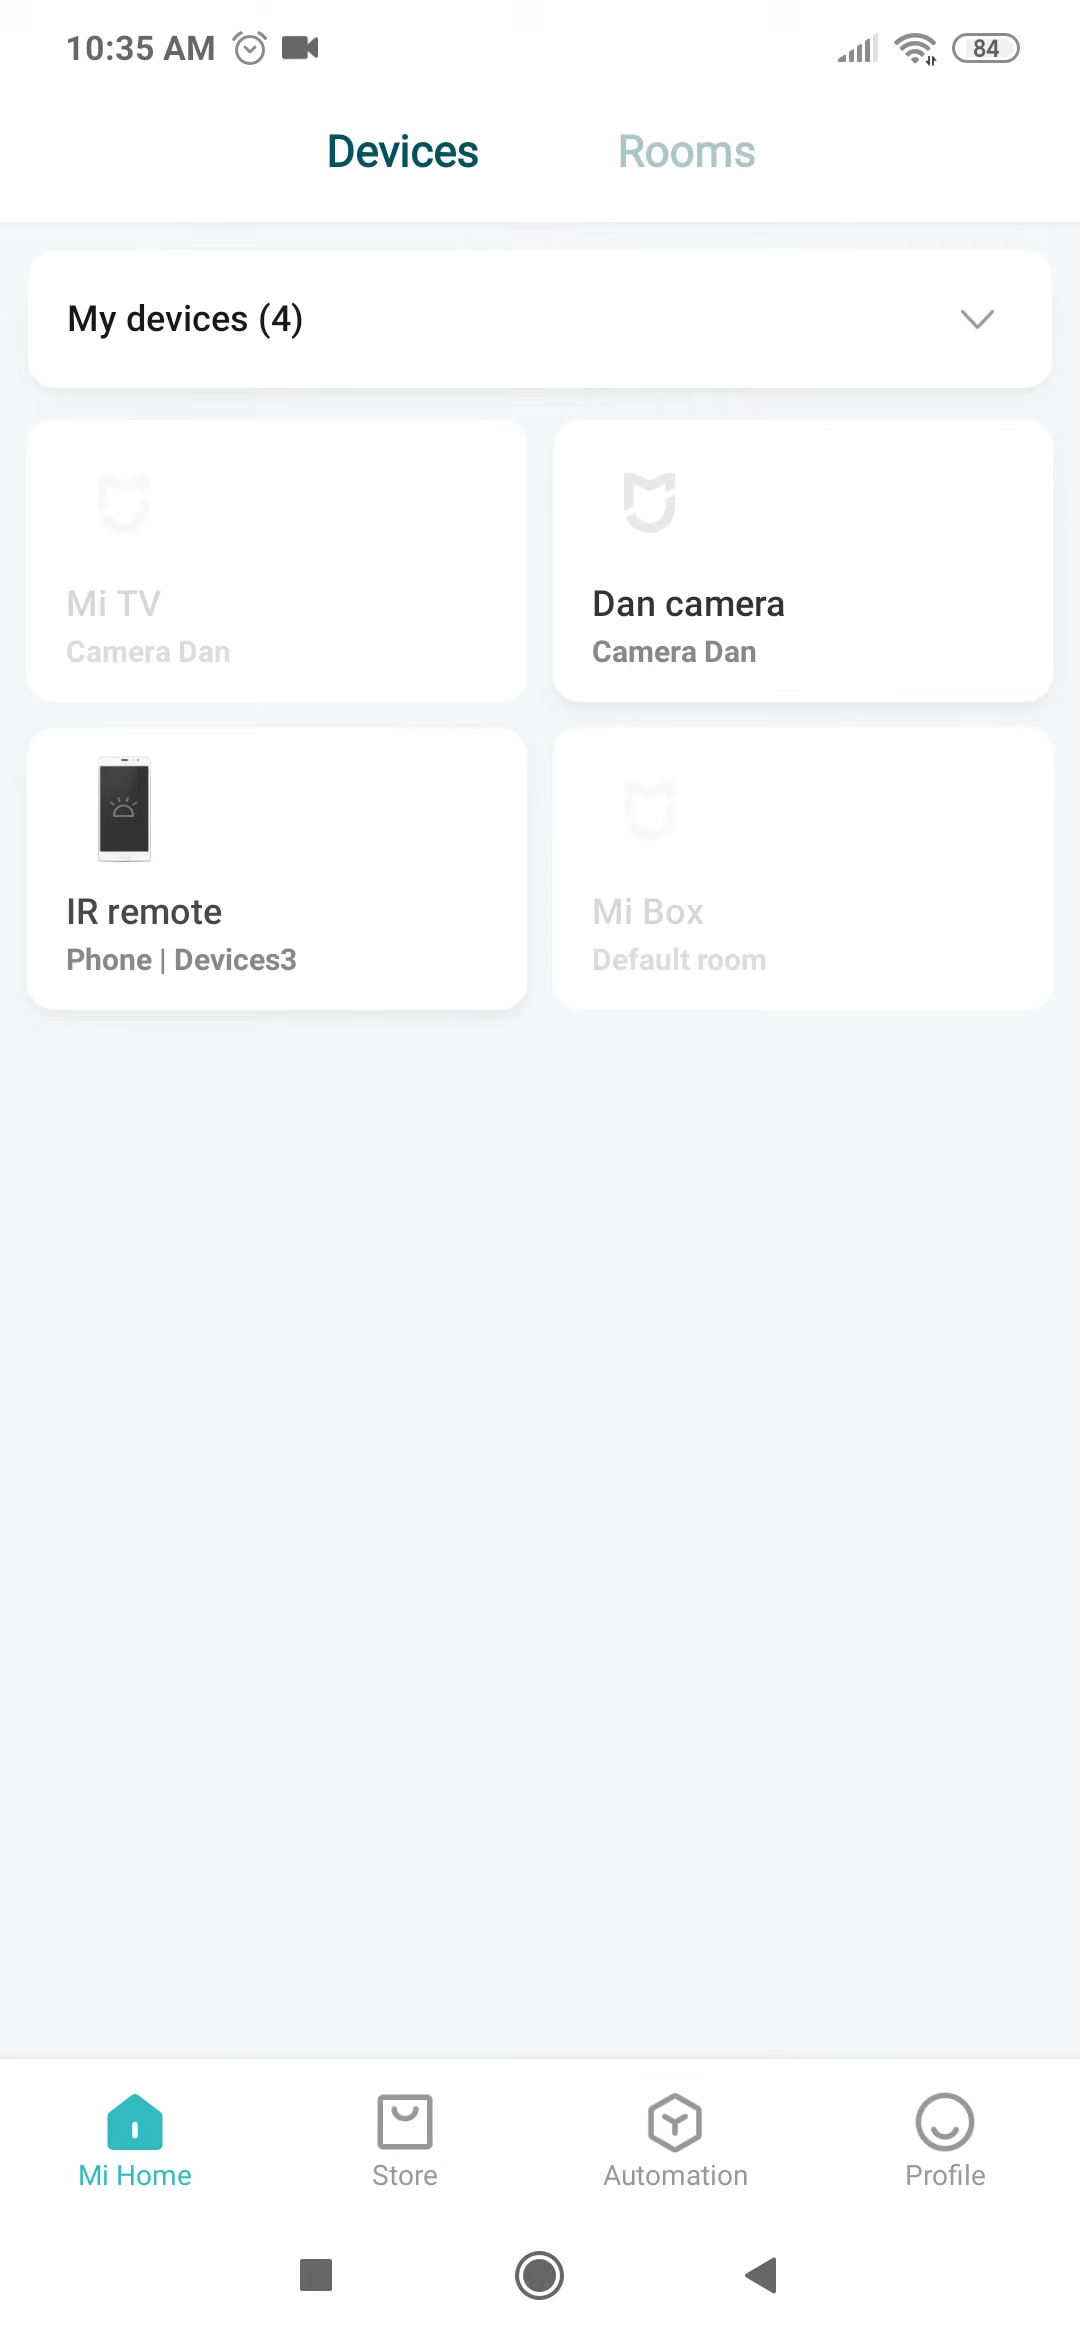 10:35 AM
84
Devices
Rooms
My devices (4)
Mi TV
Camera Dan
Dan camera
Camera Dan
IR remote
Phone | Devices3
Mi Box
Default room
Mi Home
Store
Automation
Profile